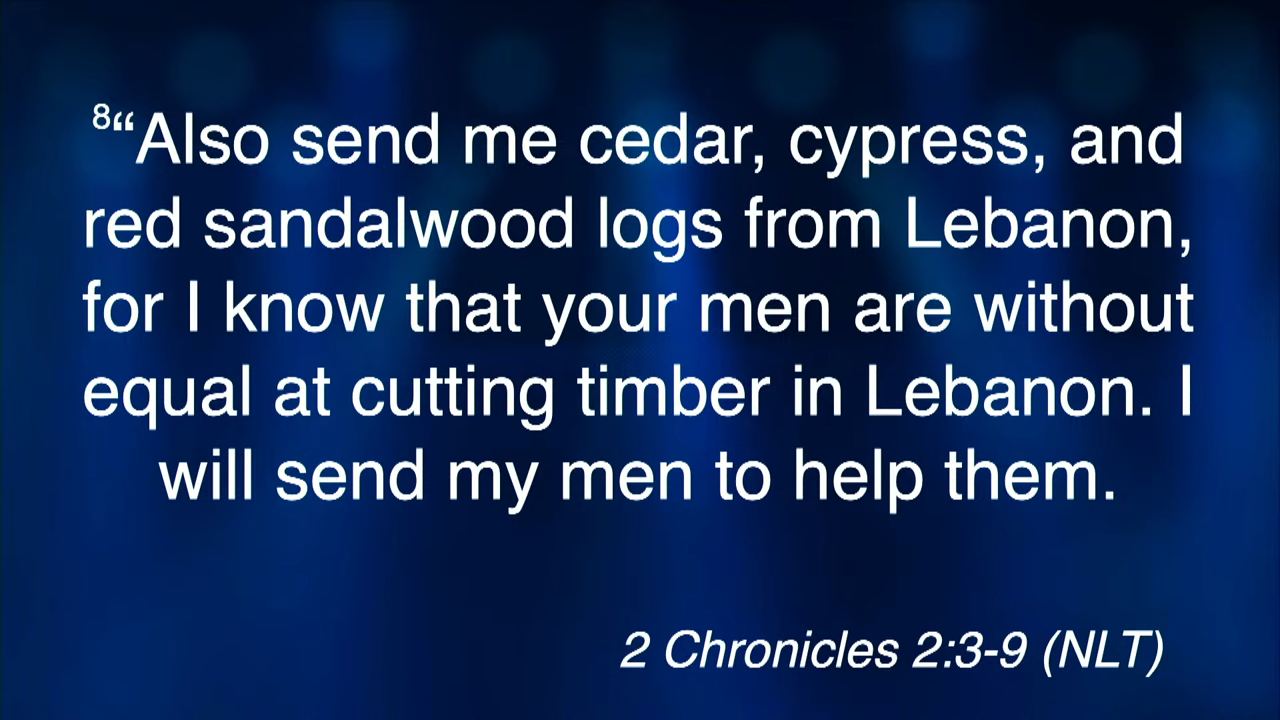 ⁸“Also send me cedar, cypress, and
red sandalwood logs from Lebanon,
for I know that your men are without
equal at cutting timber in Lebanon. I
will send my men to help them.
2 Chronicles 2:3-9 (NLT)